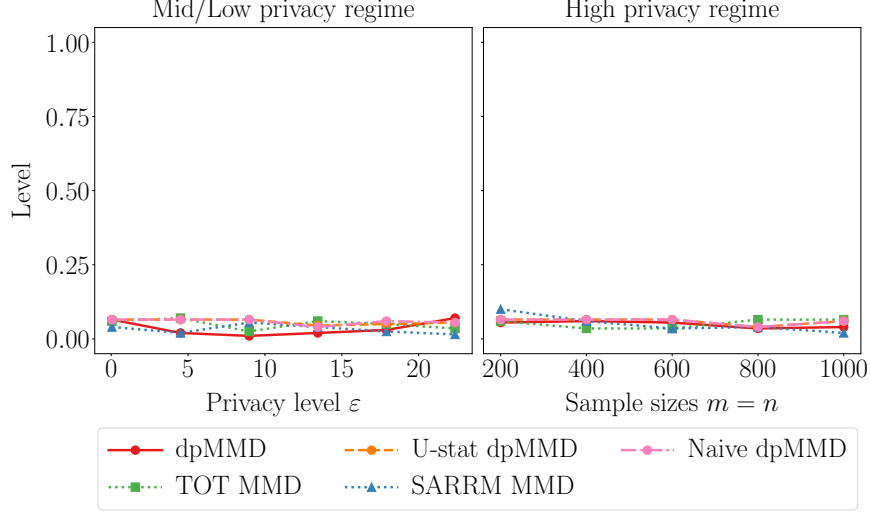 Mid/Low privacy regime
High privacy regime
1.00
0.75
0.50
0.25
0.00
Level
0 5 10 15 20
200 400 600 800 1000
Privacy level ε
Sample sizes m = n
dpMMD U-stat dpMMD Naive dpMMD
TOT MMD SARRM MMD